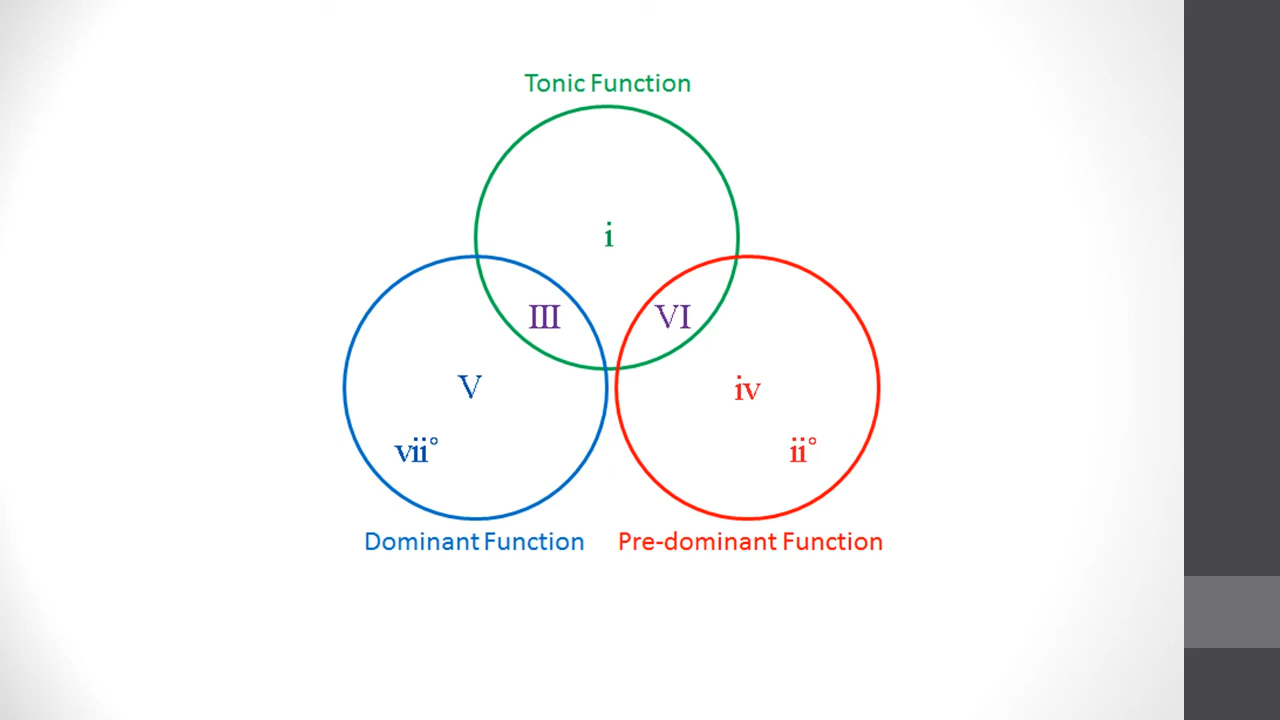 Tonic Function
i
III
VI
V
iv
vii°
ii°
Dominant Function
Pre-dominant Function